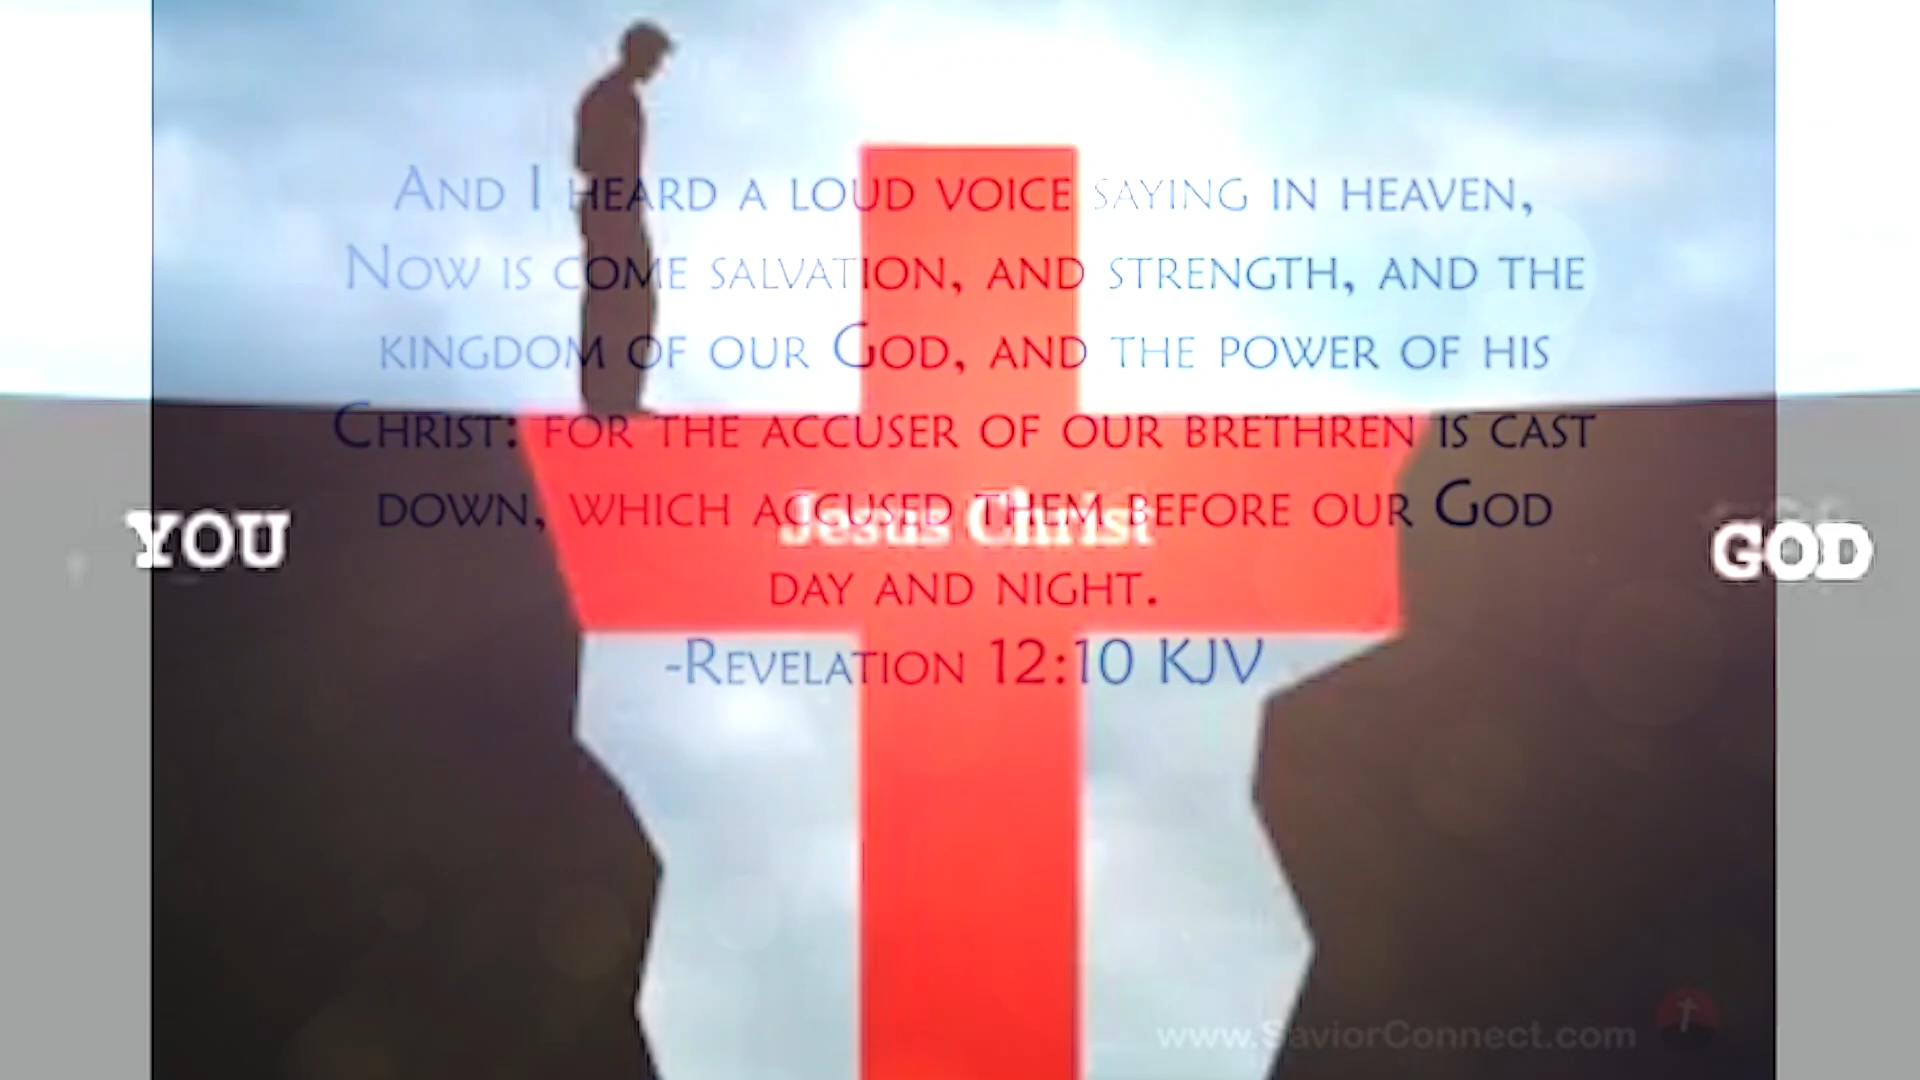 And I heard a loud voice saying in heaven,
Now is come salvation, and strength, and the
kingdom of our God, and the power of his
Christ: for the accuser of our brethren is cast
down, which accused them before our God
Jesus Christ
YOU
GOD
day and night.
-Revelation 12:10 KJV
www.SaviorConnect.com